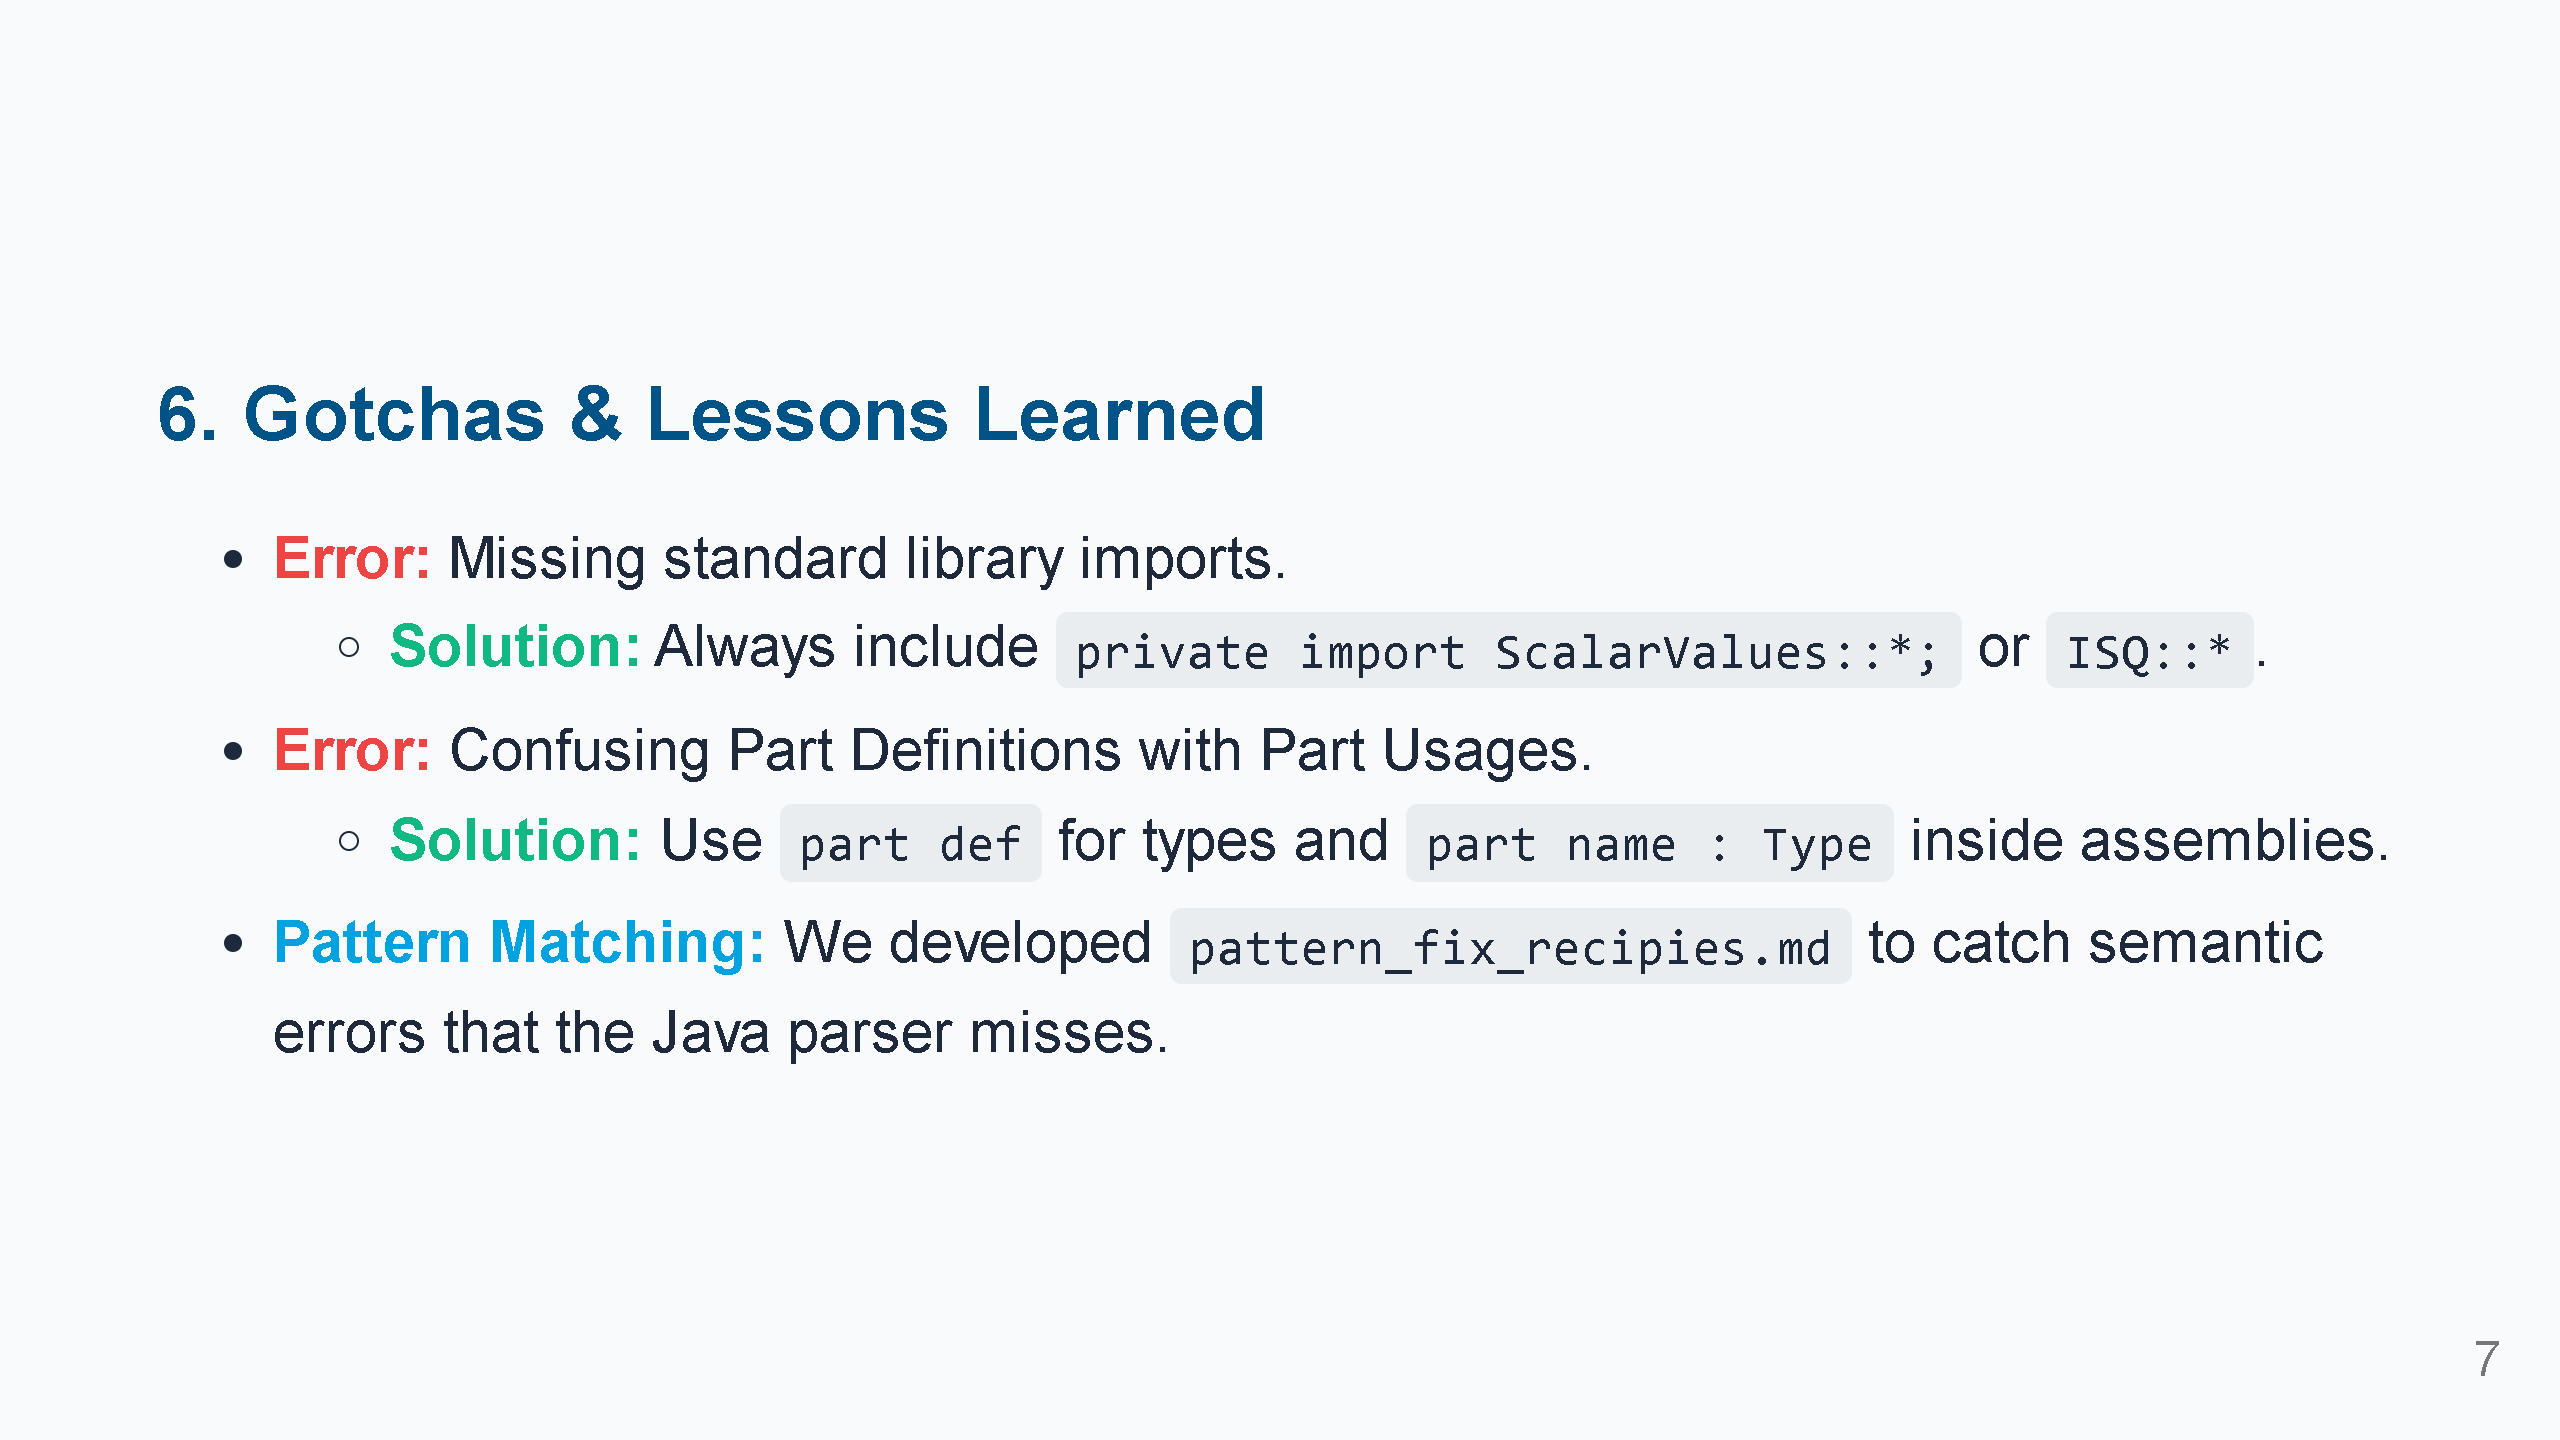 6. Gotchas & Lessons Learned
• Error: Missing standard library imports.
○ Solution: Always include private import ScalarValues::*; or ISQ::* .
• Error: Confusing Part Definitions with Part Usages.
○ Solution: Use part def for types and part name : Type inside assemblies.
• Pattern Matching: We developed pattern_fix_recipies.md to catch semantic
errors that the Java parser misses.
7